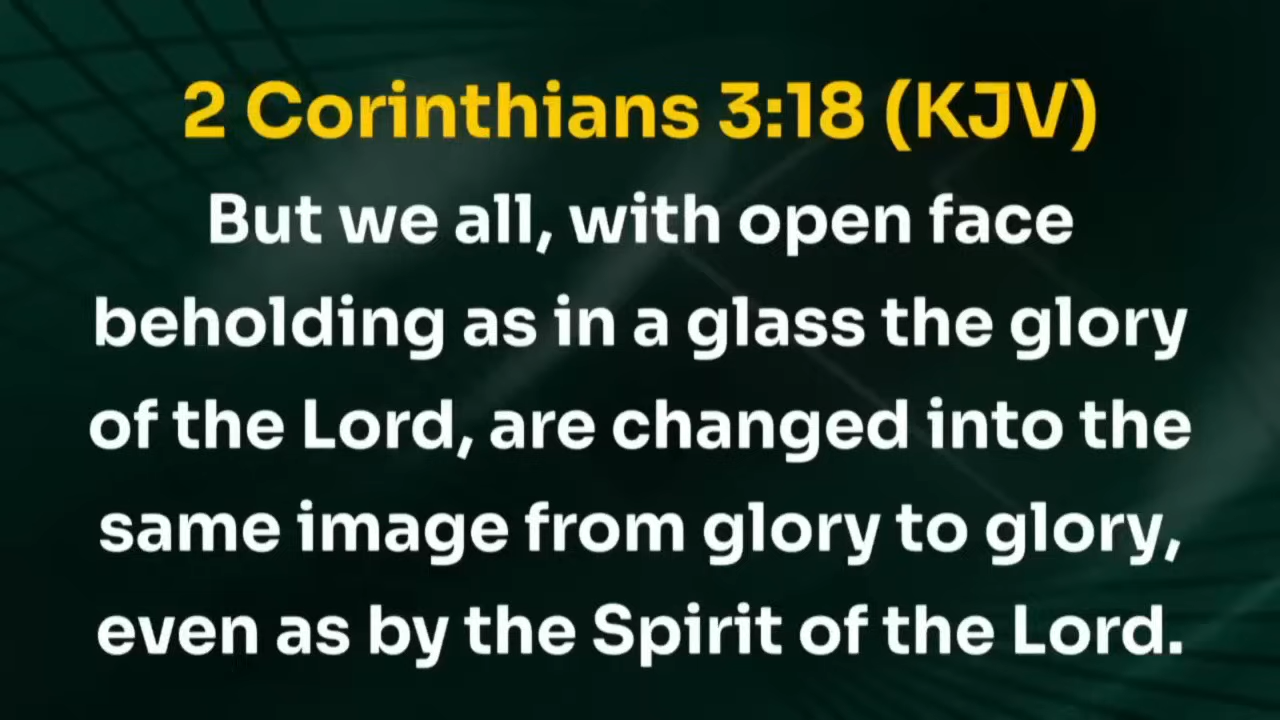 2 Corinthians 3:18 (KJV)
But we all, with open face
beholding as in a glass the glory
of the Lord, are changed into the
same image from glory to glory,
even as by the Spirit of the Lord.